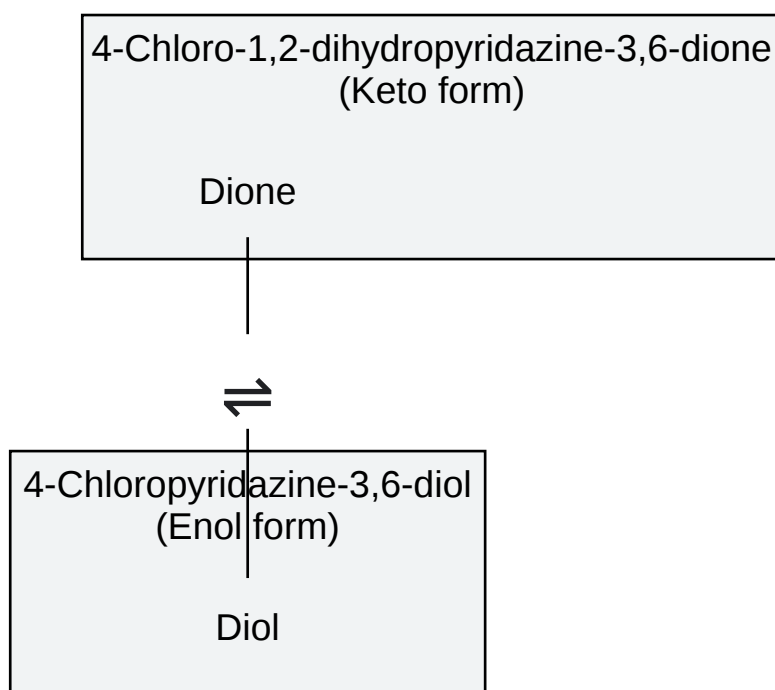 4-Chloro-1,2-dihydropyridazine-3,6-dione
(Keto form)
Dione
⇌
4-Chloropyridazine-3,6-diol
(Enol form)
Diol